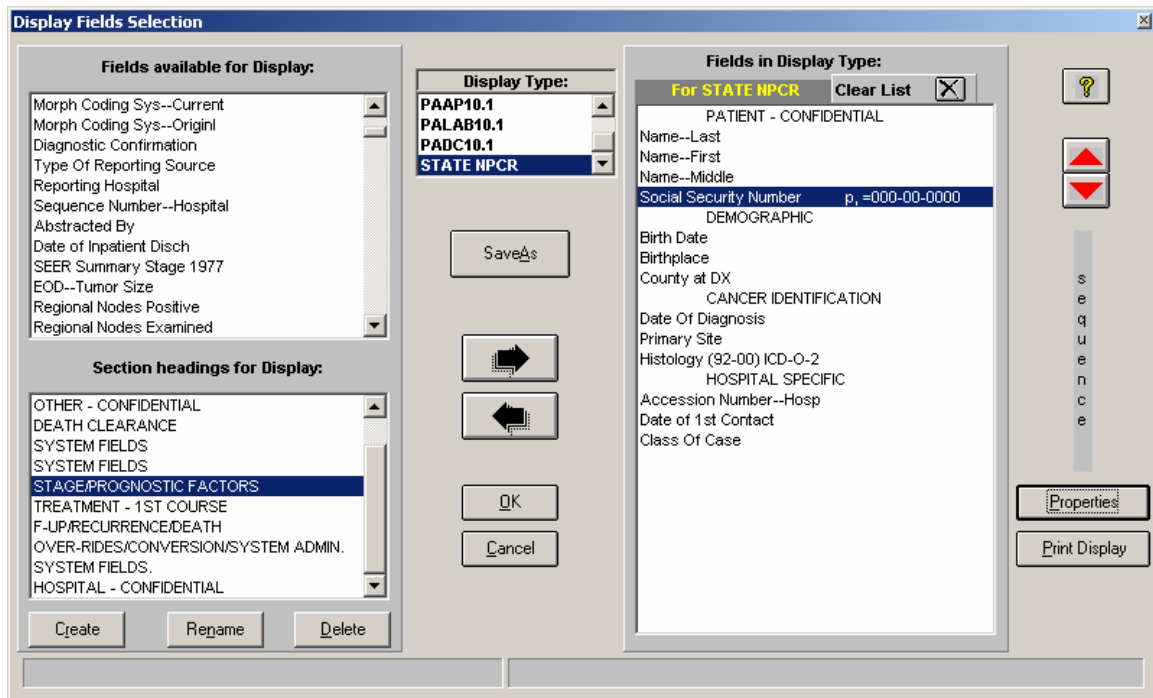 Display Fields Selection
Fields available for Display:
Morph Coding Sys--Current
Morph Coding Sys--Originl
Diagnostic Confirmation
Type Of Reporting Source
Reporting Hospital
Sequence Number--Hospital
Abstracted By
Date of Inpatient Disch
SEER Summary Stage 1977
EOD--Tumor Size
Regional Nodes Positive
Regional Nodes Examined
Section headings for Display:
OTHER - CONFIDENTIAL
DEATH CLEARANCE
SYSTEM FIELDS
SYSTEM FIELDS
STAGE/PROGNOSTIC FACTORS
TREATMENT - 1ST COURSE
F-UP/RECURRENCE/DEATH
OVER-RIDES/CONVERSION/SYSTEM ADMIN.
SYSTEM FIELDS.
HOSPITAL - CONFIDENTIAL
Create Rename Delete
Display Type:
PAAP10.1
PALAB10.1
PADC10.1
STATE NPCR
SaveAs
OK
Cancel
Fields in Display Type:
For STATE NPCR Clear List
PATIENT - CONFIDENTIAL
Name--Last
Name--First
Name--Middle
Social Security Number p, =000-00-0000
DEMOGRAPHIC
Birth Date
Birthplace
County at DX
CANCER IDENTIFICATION
Date Of Diagnosis
Primary Site
Histology (92-00) ICD-O-2
HOSPITAL SPECIFIC
Accession Number--Hosp
Date of 1st Contact
Class Of Case
?
s
e
q
u
e
n
c
e
Properties
Print Display